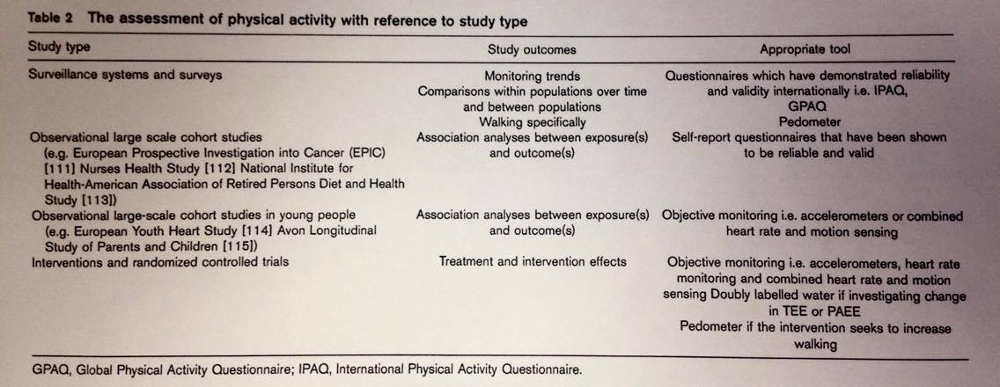 Table 2 The assessment of physical activity with reference to study type
Study type Study outcomes Appropriate tool
Surveillance systems and surveys
Monitoring trends
Comparisons within populations over time
and between populations
Walking specifically
Questionnaires which have demonstrated reliability
and validity internationally i.e. IPAQ,
GPAQ
Pedometer
Observational large scale cohort studies
(e.g. European Prospective Investigation into Cancer (EPIC)
[111] Nurses Health Study [112] National Institute for
Health-American Association of Retired Persons Diet and Health
Study [113])
Association analyses between exposure(s)
and outcome(s)
Self-report questionnaires that have been shown
to be reliable and valid
Observational large-scale cohort studies in young people
(e.g. European Youth Heart Study [114] Avon Longitudinal
Study of Parents and Children [115])
Association analyses between exposure(s)
and outcome(s)
Objective monitoring i.e. accelerometers or combined
heart rate and motion sensing
Interventions and randomized controlled trials
Treatment and intervention effects
Objective monitoring i.e. accelerometers, heart rate
monitoring and combined heart rate and motion
sensing Doubly labelled water if investigating change
in TEE or PAEE
Pedometer if the intervention seeks to increase
walking
GPAQ, Global Physical Activity Questionnaire; IPAQ, International Physical Activity Questionnaire.